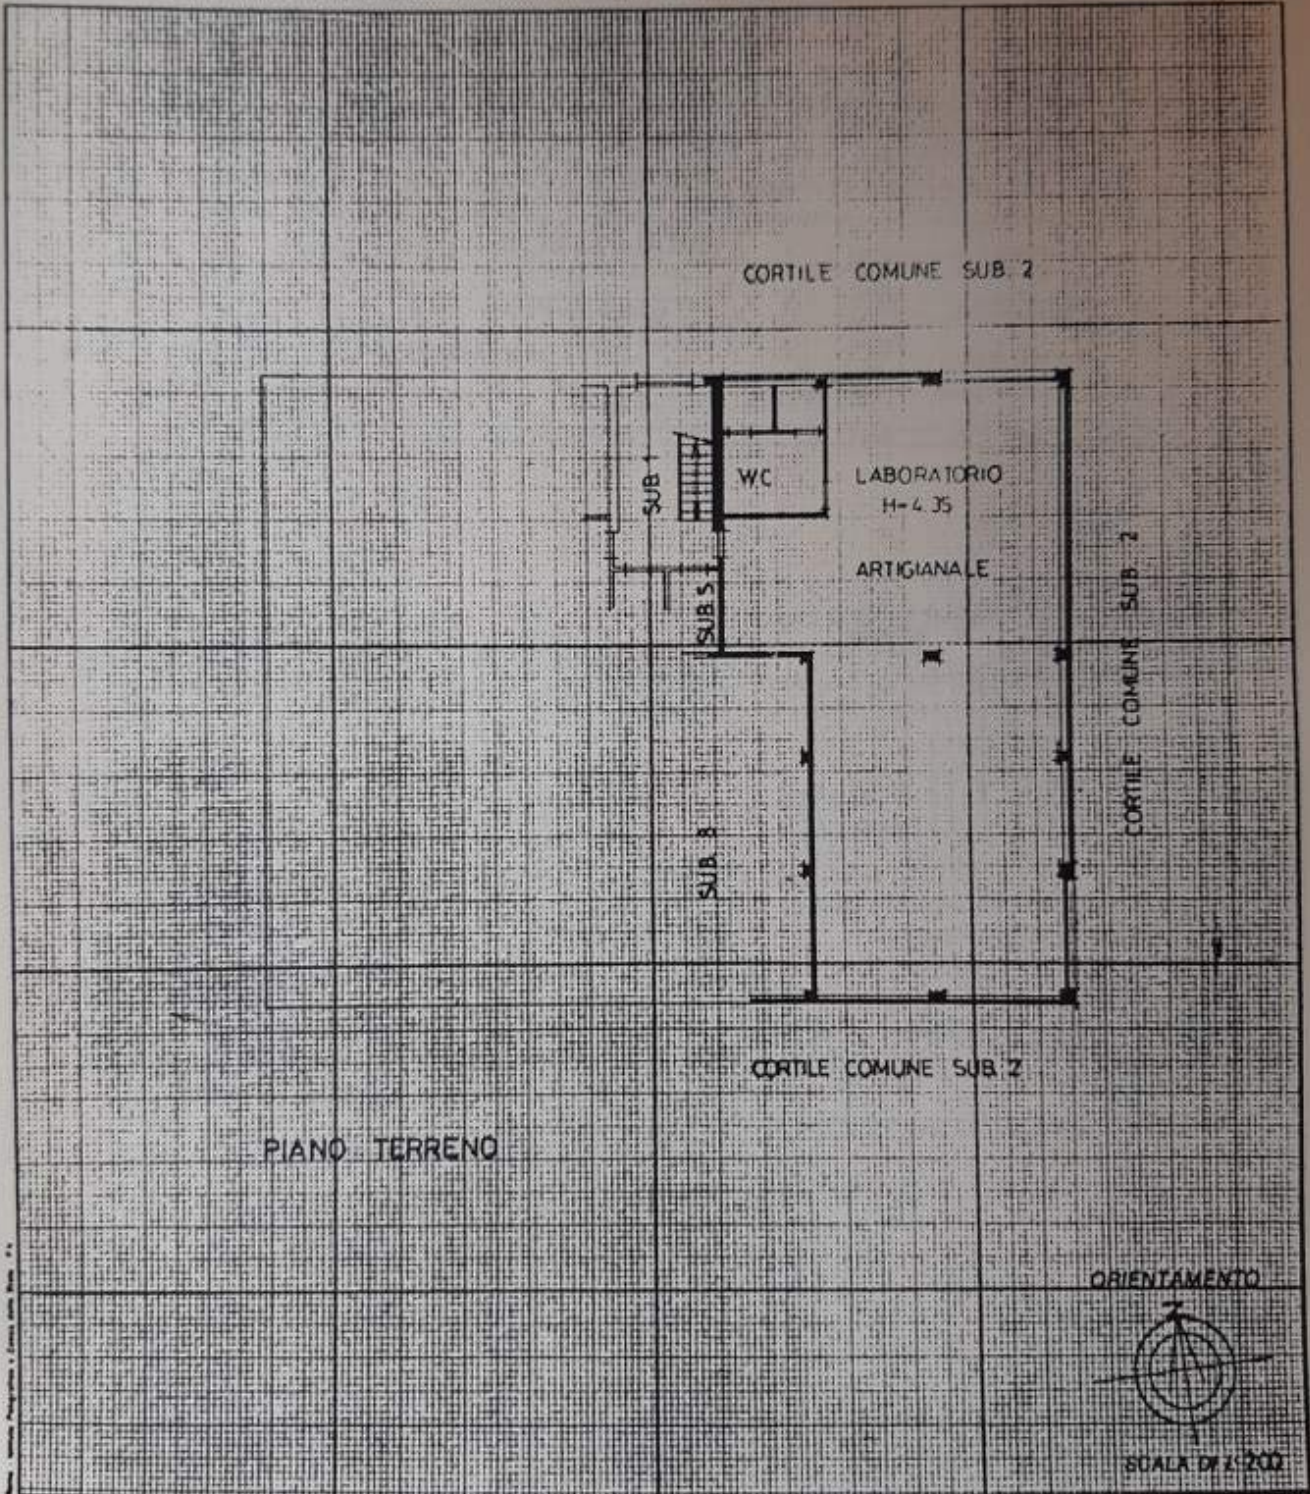 CORTILE COMUNE SUB. 2
SUB 1
W.C
LABORATORIO
H=4.35
ARTIGIANALE
SUB. 5
CORTILE COMUNE SUB. 2
SUB. 8
CORTILE COMUNE SUB. 2
PIANO TERRENO
ORIENTAMENTO
N
SCALA DI 1:200